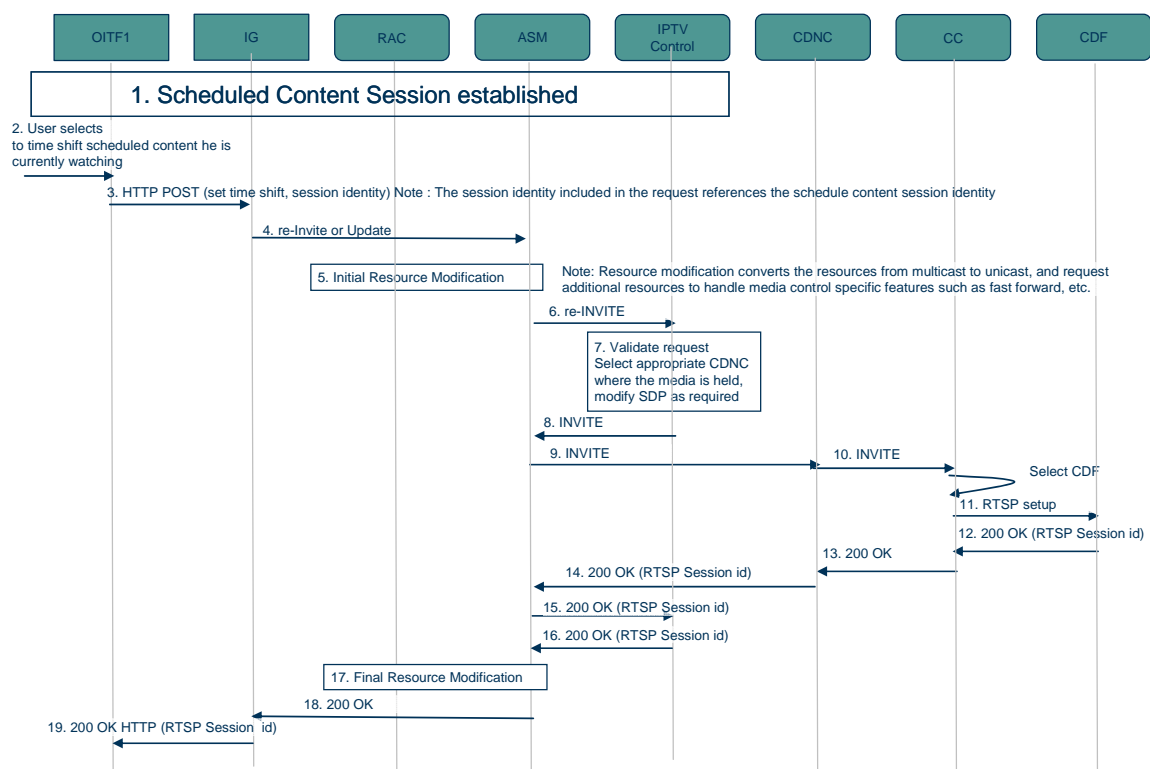 OITF1
IG
RAC
ASM
IPTV
Control
CDNC
CC
CDF
1. Scheduled Content Session established
2. User selects
to time shift scheduled content he is
currently watching
3. HTTP POST (set time shift, session identity) Note : The session identity included in the request references the schedule content session identity
4. re-Invite or Update
5. Initial Resource Modification
Note: Resource modification converts the resources from multicast to unicast, and request
additional resources to handle media control specific features such as fast forward, etc.
6. re-INVITE
7. Validate request
Select appropriate CDNC
where the media is held,
modify SDP as required
8. INVITE
9. INVITE
10. INVITE
Select CDF
11. RTSP setup
12. 200 OK (RTSP Session id)
13. 200 OK
14. 200 OK (RTSP Session id)
15. 200 OK (RTSP Session id)
16. 200 OK (RTSP Session id)
17. Final Resource Modification
18. 200 OK
19. 200 OK HTTP (RTSP Session id)